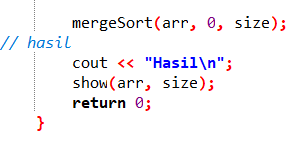 mergeSort(arr, 0, size);
// hasil
cout << "Hasil\n";
show(arr, size);
return 0;
}